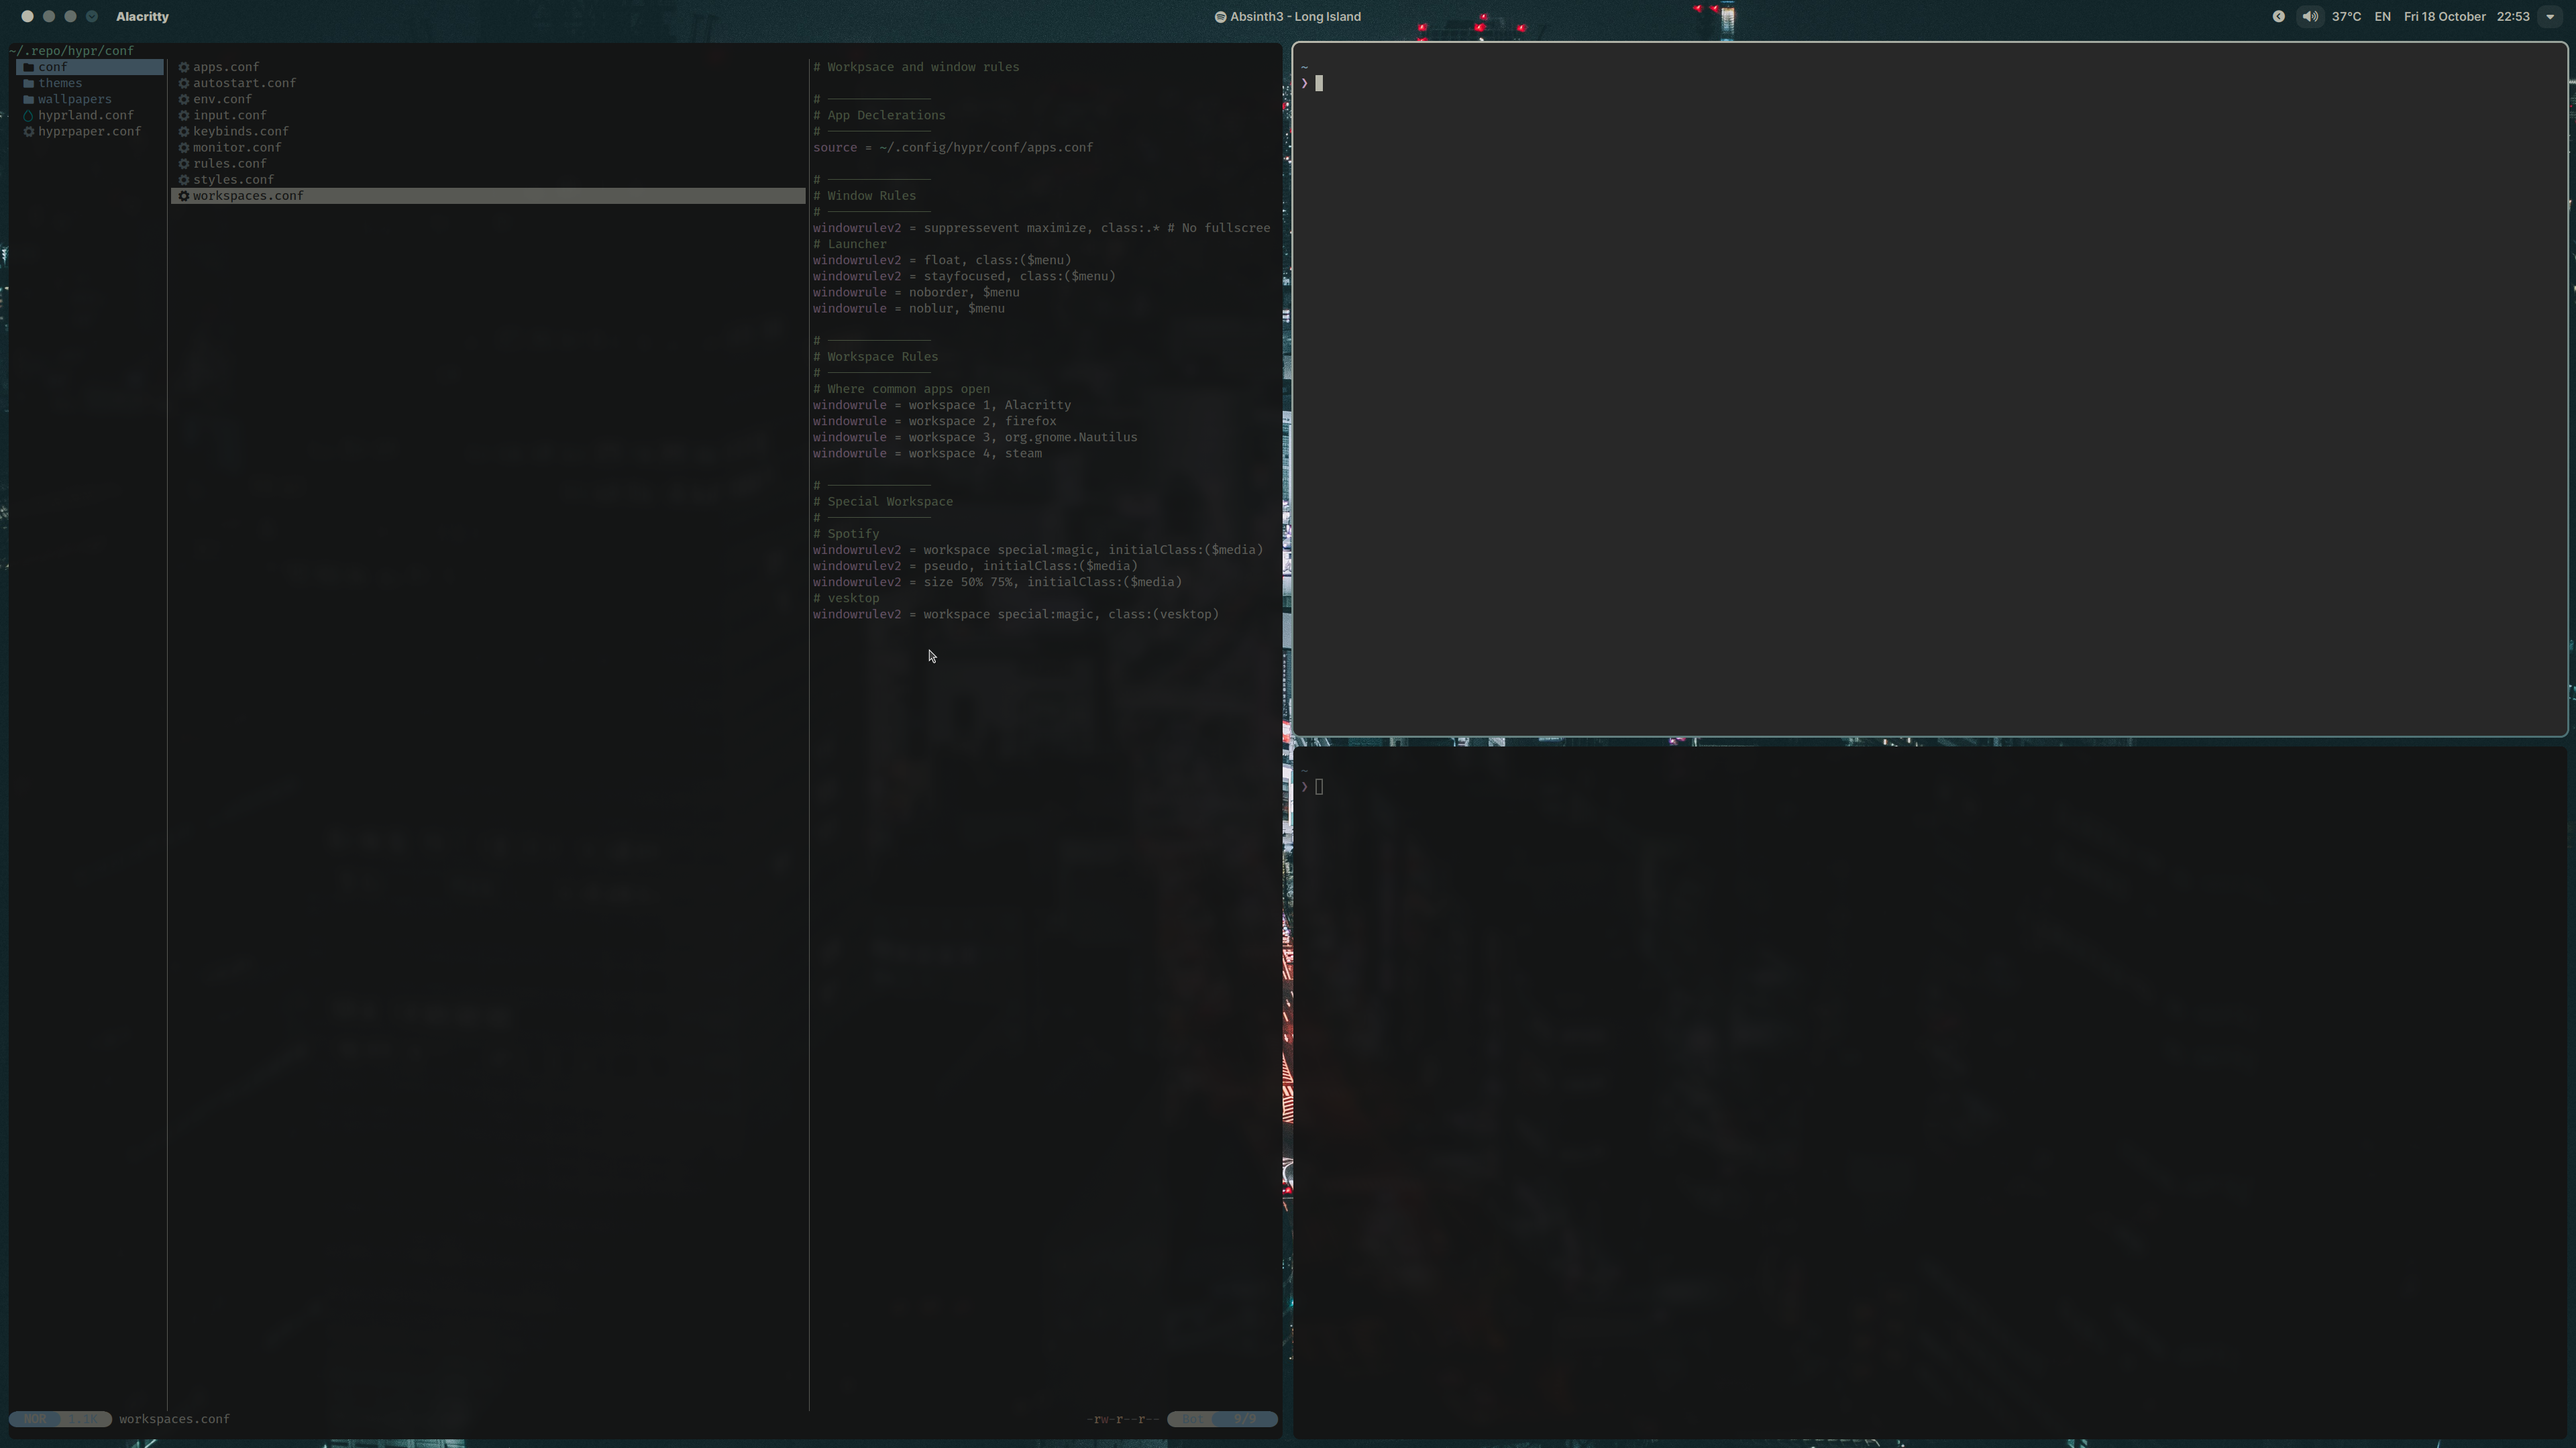 Alacritty
Absinth3 - Long Island
37°C EN Fri 18 October 22:53
~/.repo/hypr/conf
conf
themes
wallpapers
hyprland.conf
hyprpaper.conf
apps.conf
autostart.conf
env.conf
input.conf
keybinds.conf
monitor.conf
rules.conf
styles.conf
workspaces.conf
# Workpsace and window rules
# ——————————————
# App Declerations
# ——————————————
source = ~/.config/hypr/conf/apps.conf
# ——————————————
# Window Rules
# ——————————————
windowrulev2 = suppressevent maximize, class:.* # No fullscree
# Launcher
windowrulev2 = float, class:($menu)
windowrulev2 = stayfocused, class:($menu)
windowrule = noborder, $menu
windowrule = noblur, $menu
# ——————————————
# Workspace Rules
# ——————————————
# Where common apps open
windowrule = workspace 1, Alacritty
windowrule = workspace 2, firefox
windowrule = workspace 3, org.gnome.Nautilus
windowrule = workspace 4, steam
# ——————————————
# Special Workspace
# ——————————————
# Spotify
windowrulev2 = workspace special:magic, initialClass:($media)
windowrulev2 = pseudo, initialClass:($media)
windowrulev2 = size 50% 75%, initialClass:($media)
# vesktop
windowrulev2 = workspace special:magic, class:(vesktop)
NOR 1.1K workspaces.conf
-rw-r--r-- Bot 9/9
~
❯
~
❯